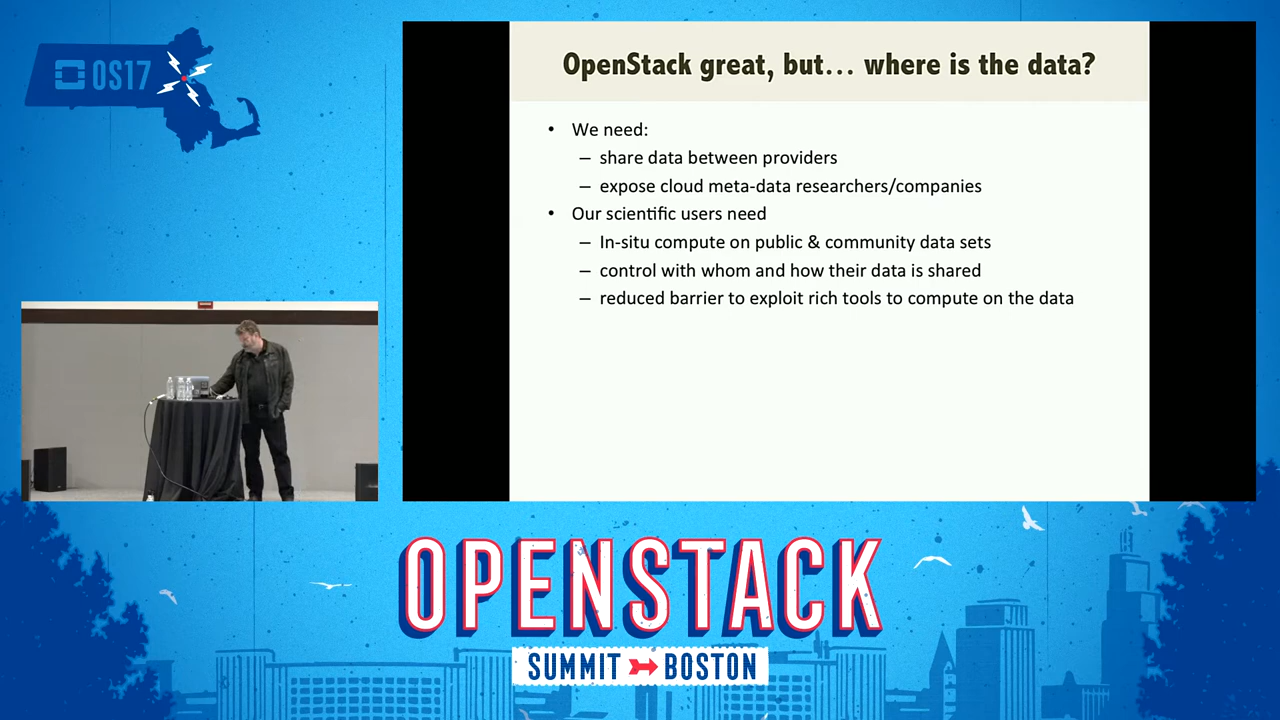 OS17
OpenStack great, but... where is the data?
• We need:
– share data between providers
– expose cloud meta-data researchers/companies
• Our scientific users need
– In-situ compute on public & community data sets
– control with whom and how their data is shared
– reduced barrier to exploit rich tools to compute on the data
OPENSTACK
SUMMIT BOSTON